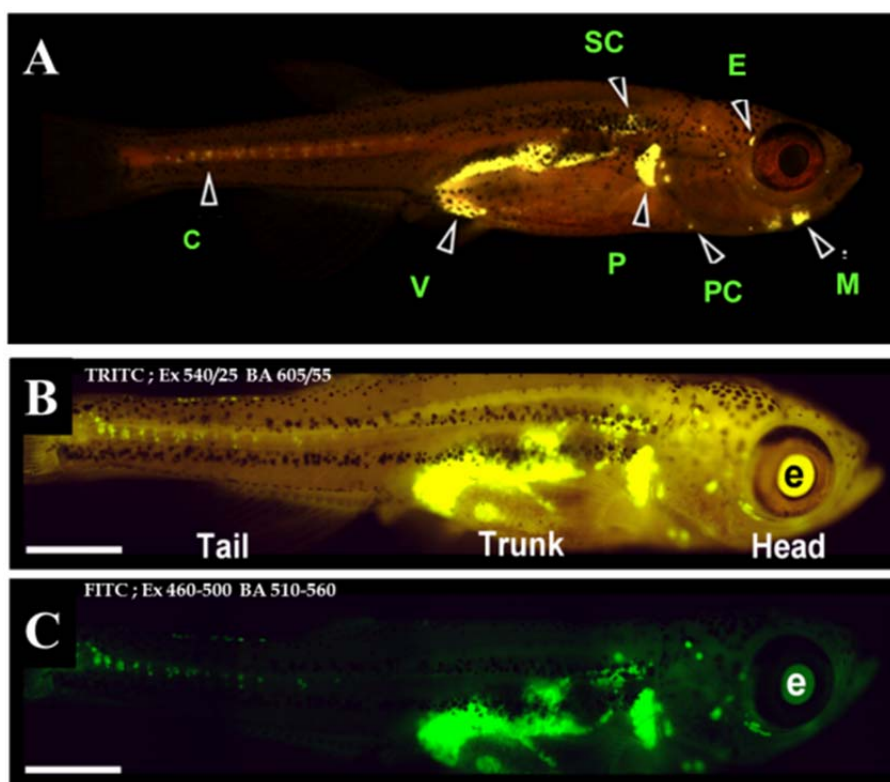 A
SC
E
C
V
P
PC
M
B
TRITC ; Ex 540/25 BA 605/55
e
Tail
Trunk
Head
C
FITC ; Ex 460-500 BA 510-560
e